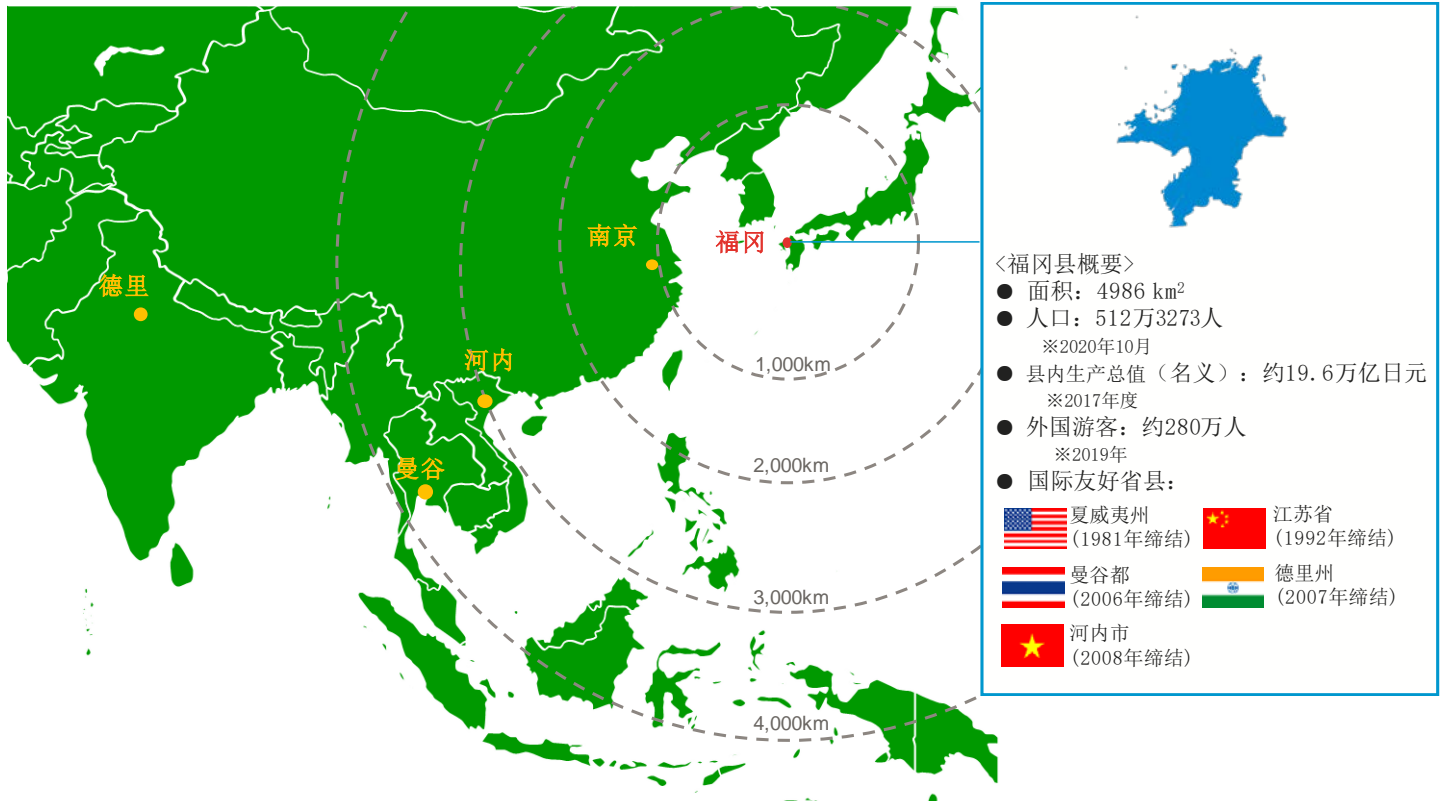 南京
福冈
德里
河内
曼谷
1,000km
2,000km
3,000km
4,000km
<福冈县概要>
● 面积：4986 km²
● 人口：512万3273人
※2020年10月
● 县内生产总值（名义）：约19.6万亿日元
※2017年度
● 外国游客：约280万人
※2019年
● 国际友好省县：
夏威夷州
(1981年缔结)
江苏省
(1992年缔结)
曼谷都
(2006年缔结)
德里州
(2007年缔结)
河内市
(2008年缔结)